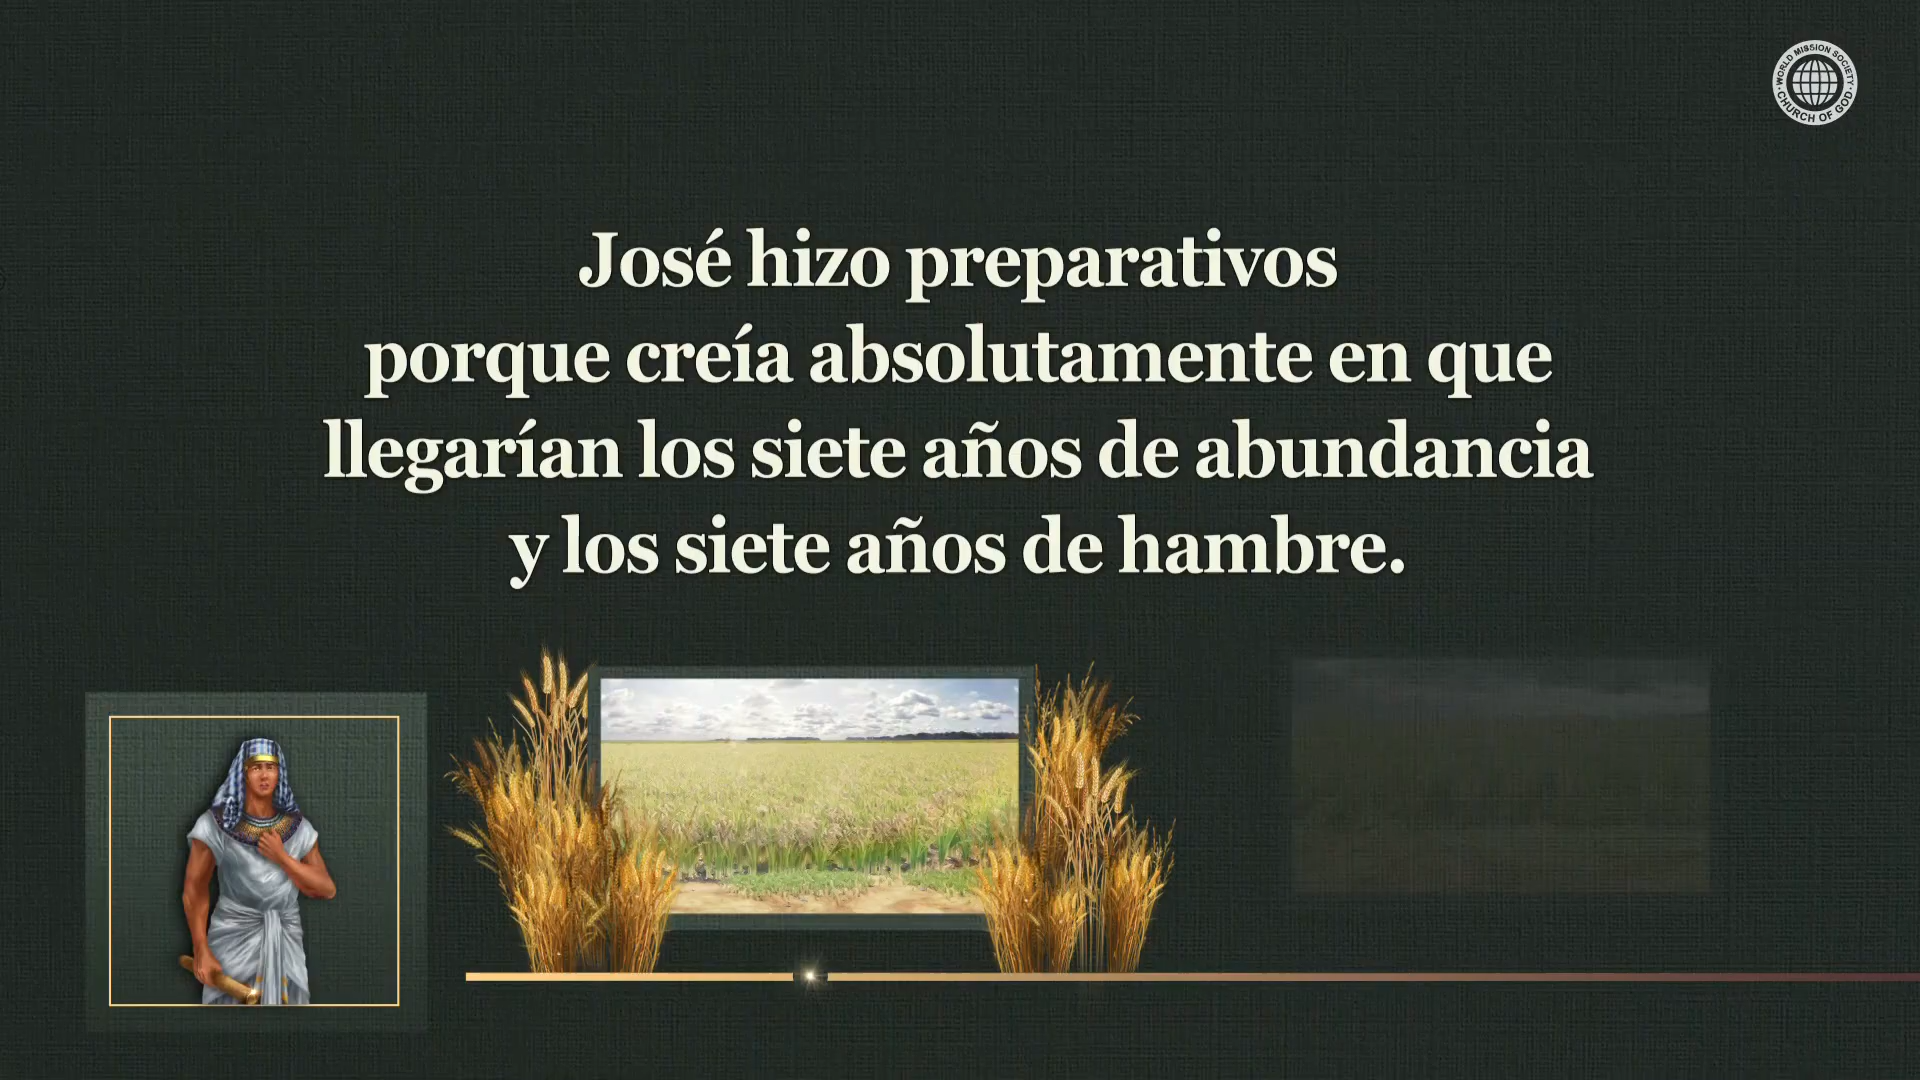 WORLD MISSION SOCIETY
CHURCH OF GOD
José hizo preparativos
porque creía absolutamente en que
llegarían los siete años de abundancia
y los siete años de hambre.